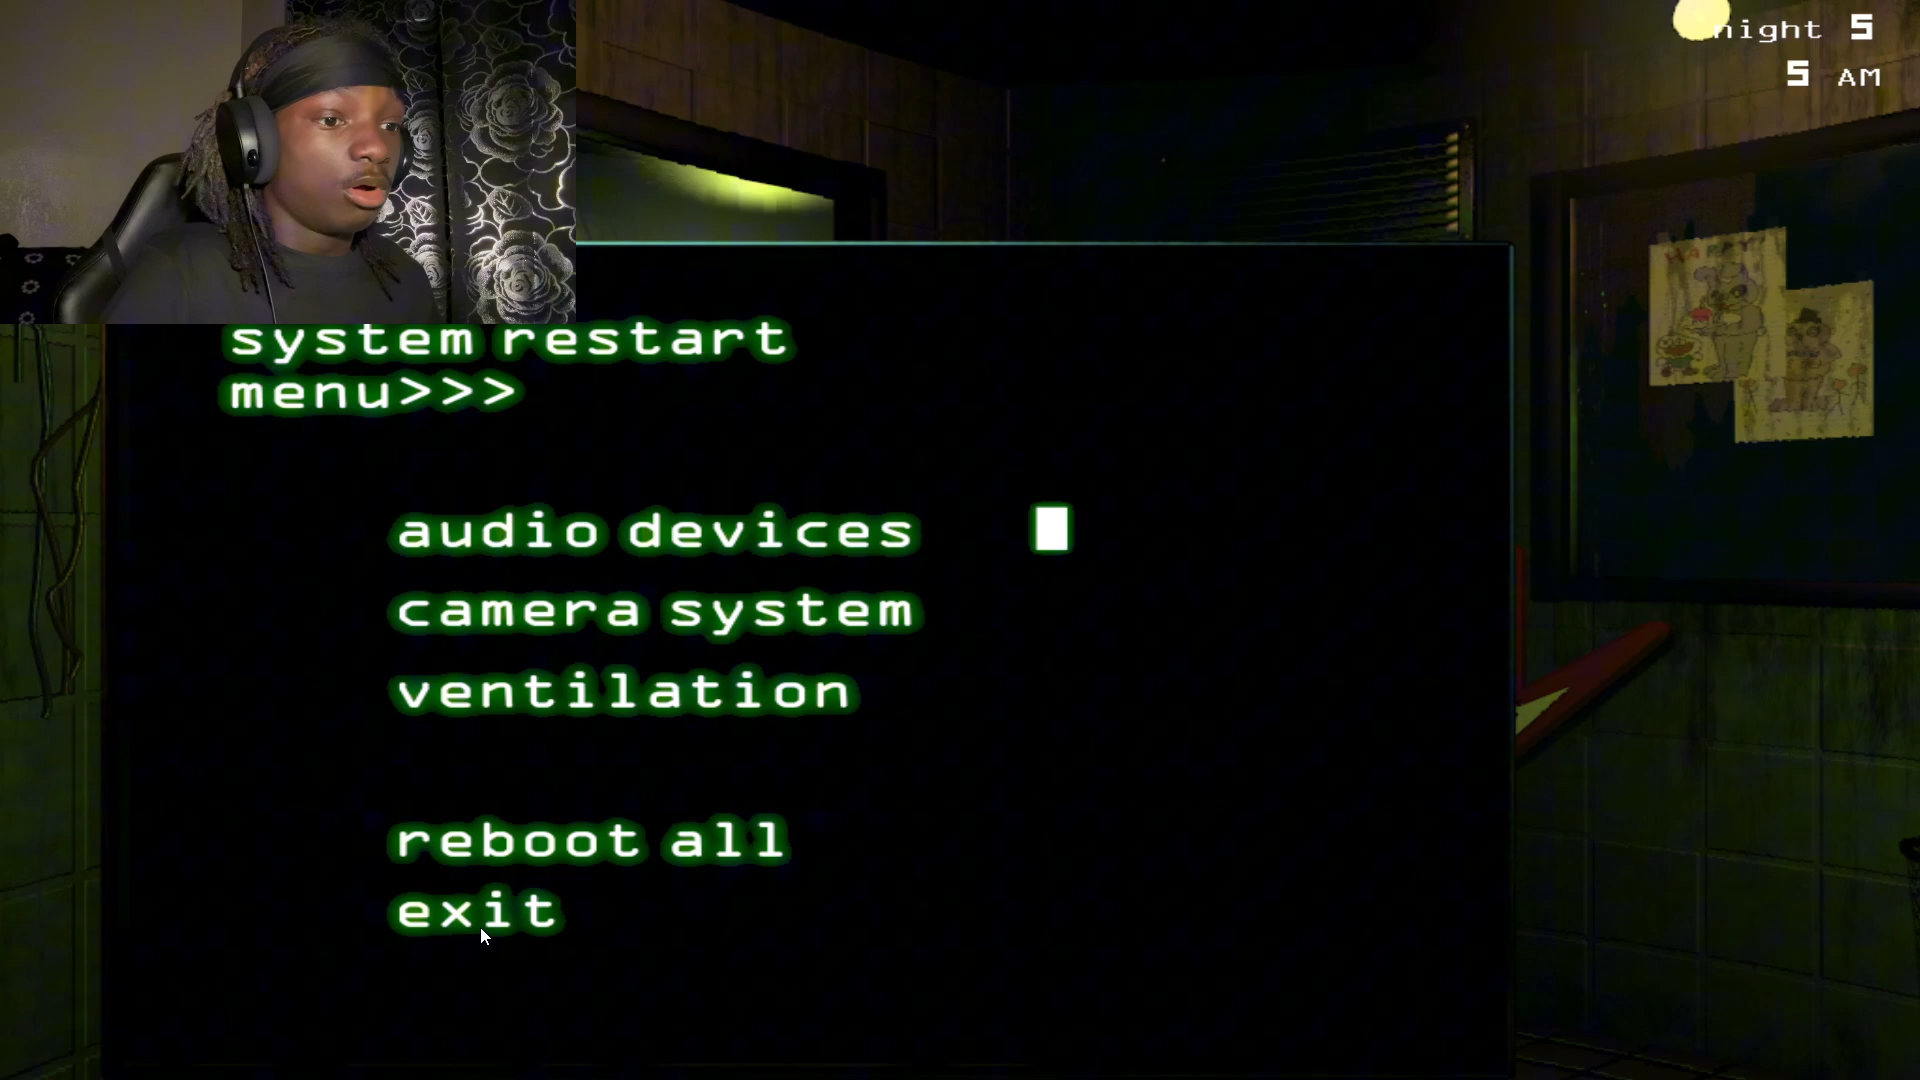 night 5
5 AM
system restart
menu>>>
audio devices
camera system
ventilation
reboot all
exit